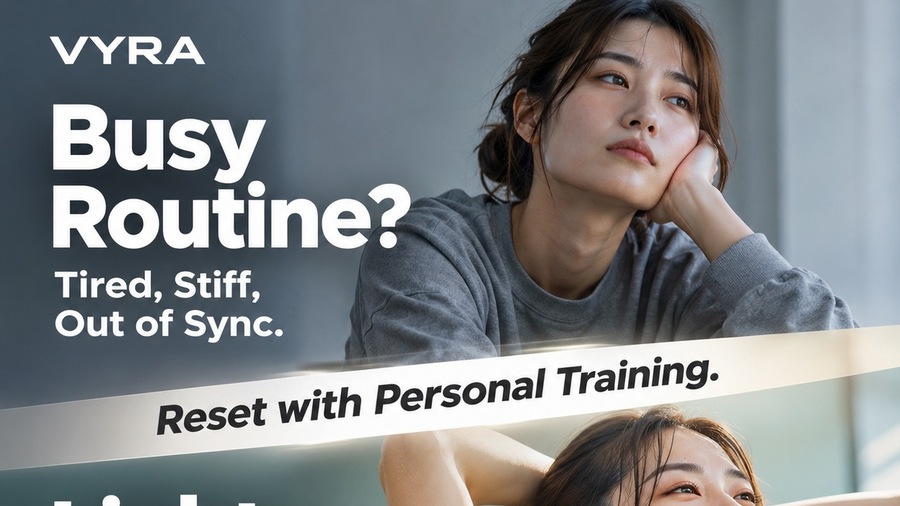 VYRA
Busy
Routine?
Tired, Stiff,
Out of Sync.
Reset with Personal Training.